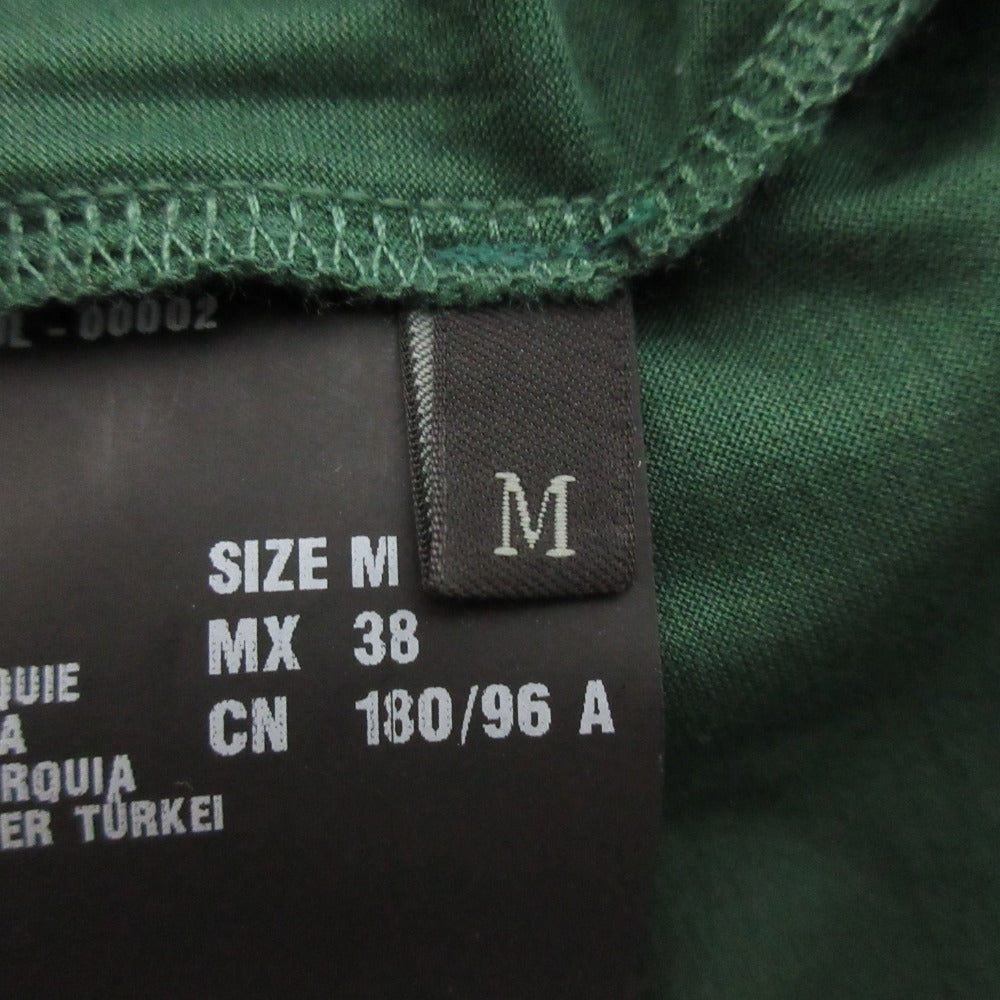 - 00002
M
SIZE M
MX 38
CN 180/96 A
QUIE
A
RQUIA
ER TÜRKEI